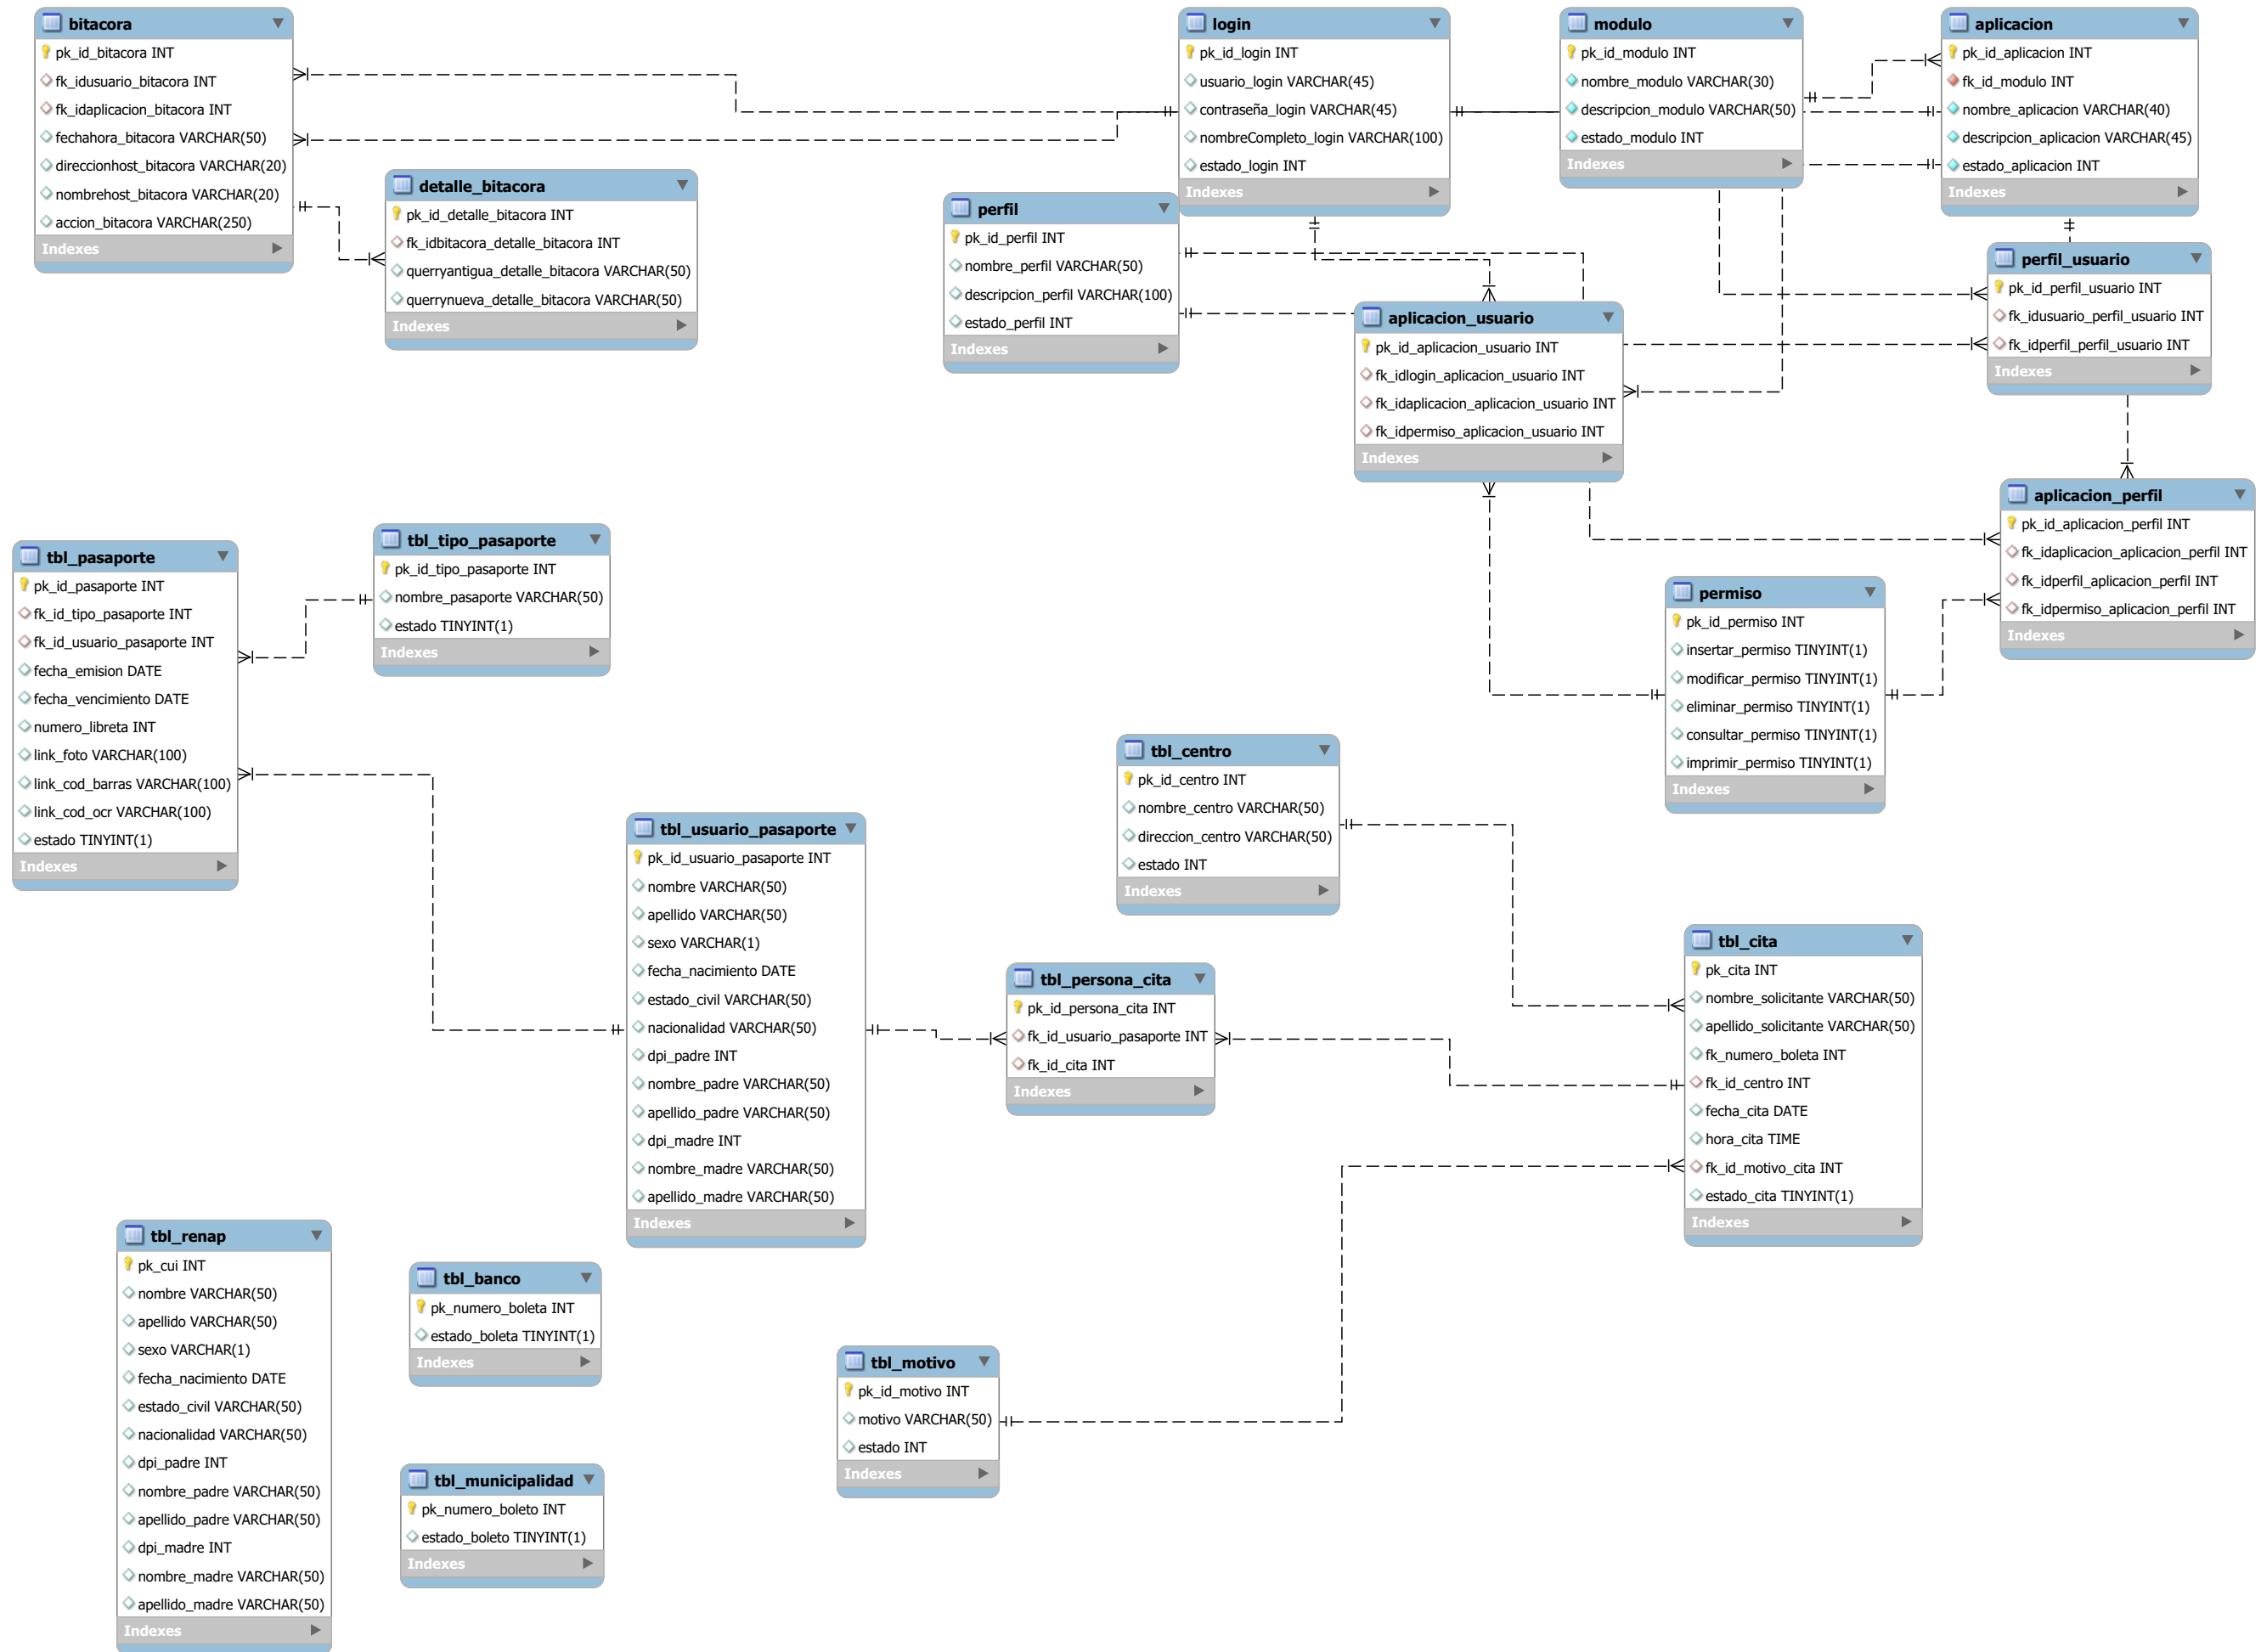 bitacora
pk_id_bitacora INT
fk_idusuario_bitacora INT
fk_idaplicacion_bitacora INT
fechahora_bitacora VARCHAR(50)
direccionhost_bitacora VARCHAR(20)
nombrehost_bitacora VARCHAR(20)
accion_bitacora VARCHAR(250)
Indexes
detalle_bitacora
pk_id_detalle_bitacora INT
fk_idbitacora_detalle_bitacora INT
querryantigua_detalle_bitacora VARCHAR(50)
querrynueva_detalle_bitacora VARCHAR(50)
Indexes
login
pk_id_login INT
usuario_login VARCHAR(45)
contraseña_login VARCHAR(45)
nombreCompleto_login VARCHAR(100)
estado_login INT
Indexes
modulo
pk_id_modulo INT
nombre_modulo VARCHAR(30)
descripcion_modulo VARCHAR(50)
estado_modulo INT
Indexes
aplicacion
pk_id_aplicacion INT
fk_id_modulo INT
nombre_aplicacion VARCHAR(40)
descripcion_aplicacion VARCHAR(45)
estado_aplicacion INT
Indexes
perfil
pk_id_perfil INT
nombre_perfil VARCHAR(50)
descripcion_perfil VARCHAR(100)
estado_perfil INT
Indexes
perfil_usuario
pk_id_perfil_usuario INT
fk_idusuario_perfil_usuario INT
fk_idperfil_perfil_usuario INT
Indexes
aplicacion_usuario
pk_id_aplicacion_usuario INT
fk_idlogin_aplicacion_usuario INT
fk_idaplicacion_aplicacion_usuario INT
fk_idpermiso_aplicacion_usuario INT
Indexes
aplicacion_perfil
pk_id_aplicacion_perfil INT
fk_idaplicacion_aplicacion_perfil INT
fk_idperfil_aplicacion_perfil INT
fk_idpermiso_aplicacion_perfil INT
Indexes
tbl_pasaporte
pk_id_pasaporte INT
fk_id_tipo_pasaporte INT
fk_id_usuario_pasaporte INT
fecha_emision DATE
fecha_vencimiento DATE
numero_libreta INT
link_foto VARCHAR(100)
link_cod_barras VARCHAR(100)
link_cod_ocr VARCHAR(100)
estado TINYINT(1)
Indexes
tbl_tipo_pasaporte
pk_id_tipo_pasaporte INT
nombre_pasaporte VARCHAR(50)
estado TINYINT(1)
Indexes
permiso
pk_id_permiso INT
insertar_permiso TINYINT(1)
modificar_permiso TINYINT(1)
eliminar_permiso TINYINT(1)
consultar_permiso TINYINT(1)
imprimir_permiso TINYINT(1)
Indexes
tbl_centro
pk_id_centro INT
nombre_centro VARCHAR(50)
direccion_centro VARCHAR(50)
estado INT
Indexes
tbl_usuario_pasaporte
pk_id_usuario_pasaporte INT
nombre VARCHAR(50)
apellido VARCHAR(50)
sexo VARCHAR(1)
fecha_nacimiento DATE
estado_civil VARCHAR(50)
nacionalidad VARCHAR(50)
dpi_padre INT
nombre_padre VARCHAR(50)
apellido_padre VARCHAR(50)
dpi_madre INT
nombre_madre VARCHAR(50)
apellido_madre VARCHAR(50)
Indexes
tbl_persona_cita
pk_id_persona_cita INT
fk_id_usuario_pasaporte INT
fk_id_cita INT
Indexes
tbl_cita
pk_cita INT
nombre_solicitante VARCHAR(50)
apellido_solicitante VARCHAR(50)
fk_numero_boleta INT
fk_id_centro INT
fecha_cita DATE
hora_cita TIME
fk_id_motivo_cita INT
estado_cita TINYINT(1)
Indexes
tbl_renap
pk_cui INT
nombre VARCHAR(50)
apellido VARCHAR(50)
sexo VARCHAR(1)
fecha_nacimiento DATE
estado_civil VARCHAR(50)
nacionalidad VARCHAR(50)
dpi_padre INT
nombre_padre VARCHAR(50)
apellido_padre VARCHAR(50)
dpi_madre INT
nombre_madre VARCHAR(50)
apellido_madre VARCHAR(50)
Indexes
tbl_banco
pk_numero_boleta INT
estado_boleta TINYINT(1)
Indexes
tbl_motivo
pk_id_motivo INT
motivo VARCHAR(50)
estado INT
Indexes
tbl_municipalidad
pk_numero_boleto INT
estado_boleto TINYINT(1)
Indexes